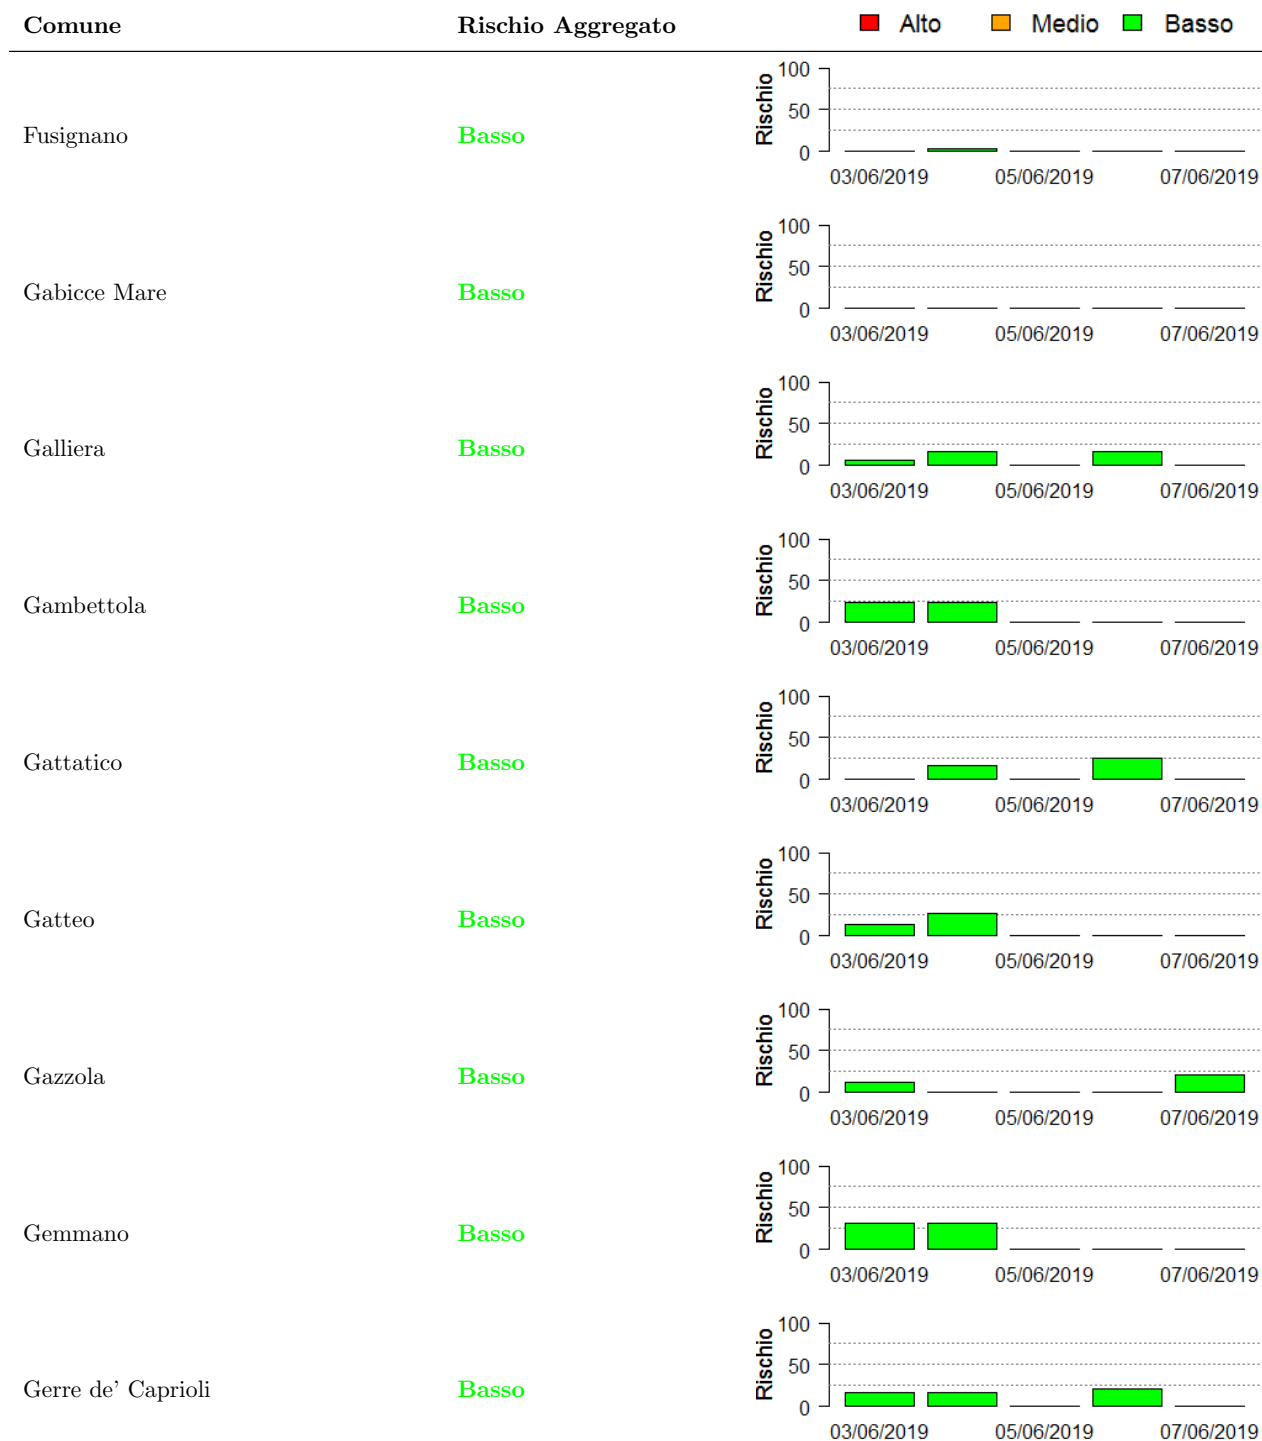 Comune Rischio Aggregato Alto Medio Basso
Fusignano Basso Rischio 100 50 0
03/06/2019 05/06/2019 07/06/2019
Gabicce Mare Basso Rischio 100 50 0
03/06/2019 05/06/2019 07/06/2019
Galliera Basso Rischio 100 50 0
03/06/2019 05/06/2019 07/06/2019
Gambettola Basso Rischio 100 50 0
03/06/2019 05/06/2019 07/06/2019
Gattatico Basso Rischio 100 50 0
03/06/2019 05/06/2019 07/06/2019
Gatteo Basso Rischio 100 50 0
03/06/2019 05/06/2019 07/06/2019
Gazzola Basso Rischio 100 50 0
03/06/2019 05/06/2019 07/06/2019
Gemmano Basso Rischio 100 50 0
03/06/2019 05/06/2019 07/06/2019
Gerre de' Caprioli Basso Rischio 100 50 0
03/06/2019 05/06/2019 07/06/2019